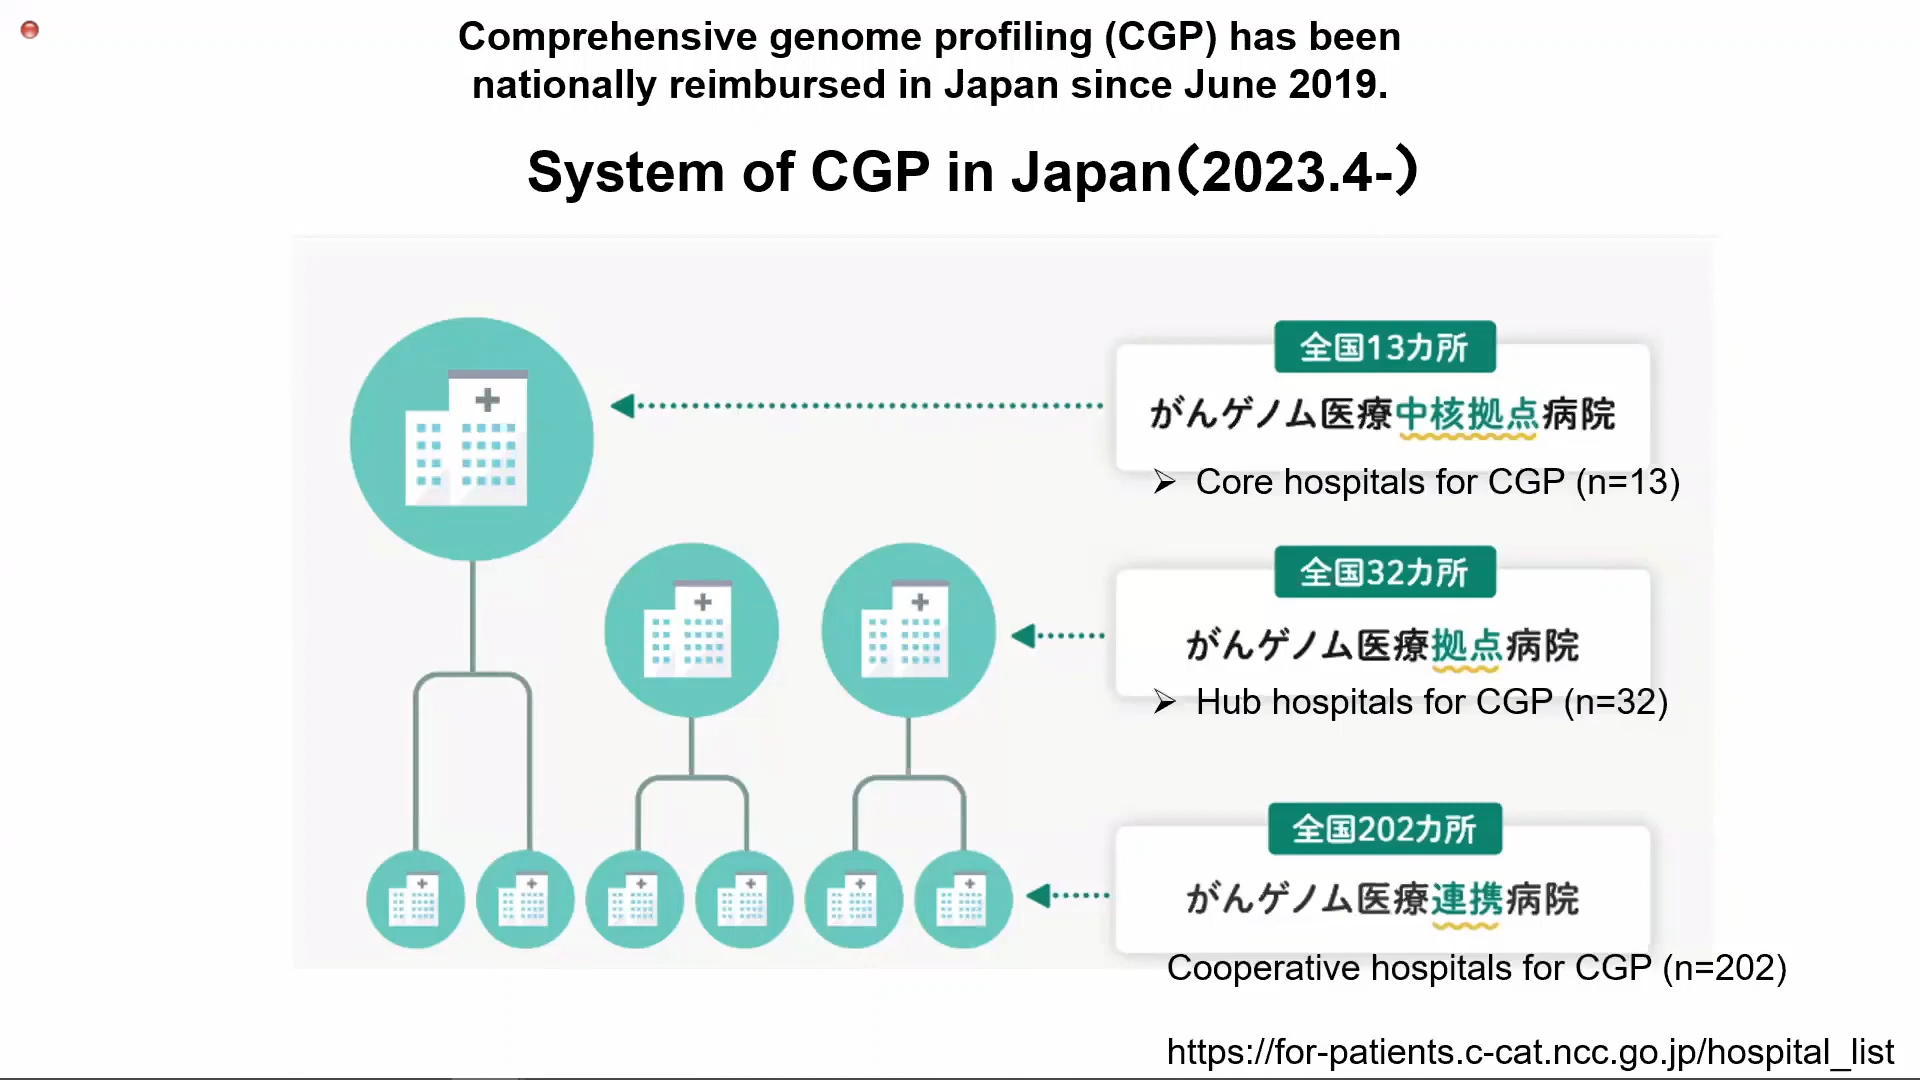 Comprehensive genome profiling (CGP) has been
nationally reimbursed in Japan since June 2019.
System of CGP in Japan（2023.4-）
全国13カ所
がんゲノム医療中核拠点病院
➢ Core hospitals for CGP (n=13)
全国32カ所
がんゲノム医療拠点病院
➢ Hub hospitals for CGP (n=32)
全国202カ所
がんゲノム医療連携病院
Cooperative hospitals for CGP (n=202)
https://for-patients.c-cat.ncc.go.jp/hospital_list